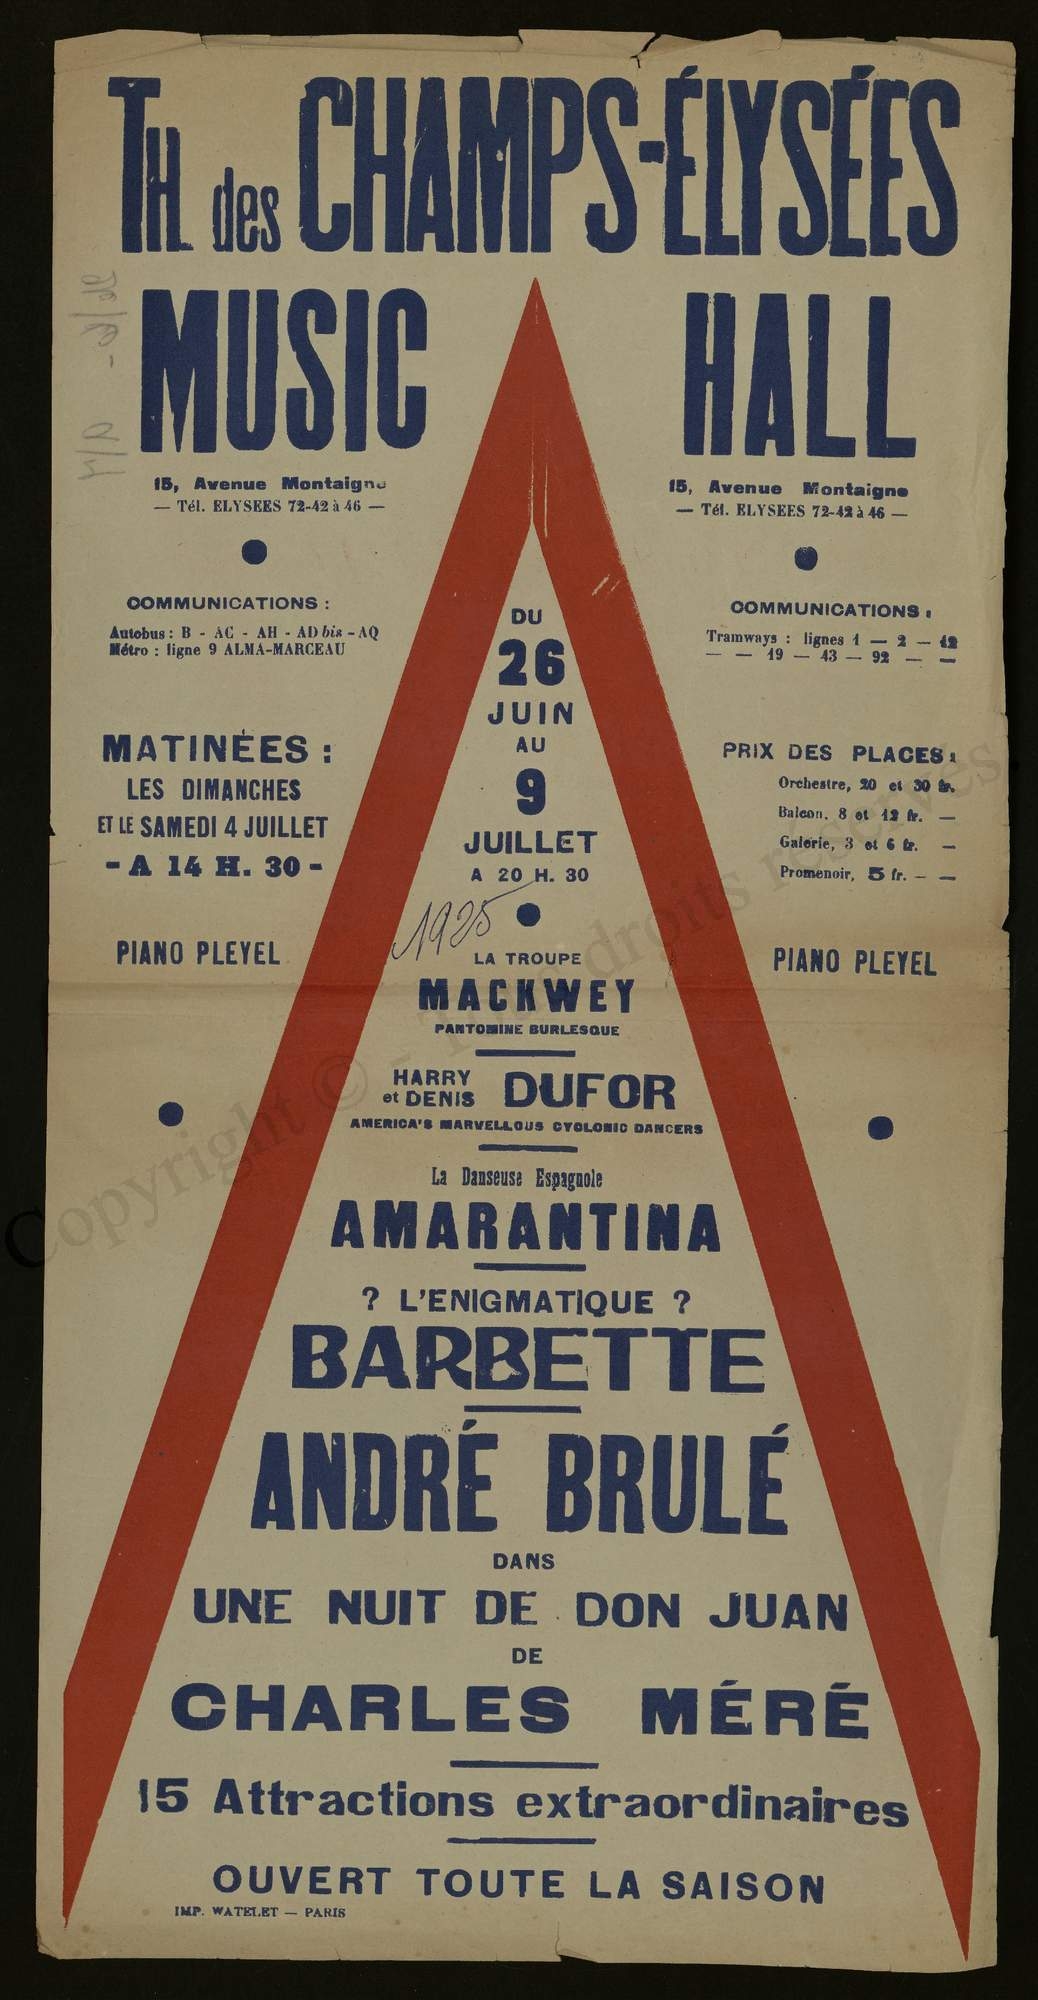 TH. des CHAMPS-ÉLYSÉES
MUSIC HALL
15, Avenue Montaigne
— Tél. ELYSEES 72-42 à 46 —
15, Avenue Montaigne
— Tél. ELYSEES 72-42 à 46 —
COMMUNICATIONS :
Autobus : B - AC - AH - AD bis - AQ
Métro : ligne 9 ALMA-MARCEAU
COMMUNICATIONS :
Tramways : lignes 1 — 2 — 12
— — 19 — 43 — 92 — —
MATINÉES :
LES DIMANCHES
ET LE SAMEDI 4 JUILLET
- A 14 H. 30 -
PIANO PLEYEL
DU
26
JUIN
AU
9
JUILLET
A 20 H. 30
1925
PRIX DES PLACES :
Orchestre, 20 et 30 fr.
Balcon, 8 et 12 fr. —
Galerie, 3 et 6 fr. —
Promenoir, 5 fr. — —
PIANO PLEYEL
LA TROUPE
MACKWEY
PANTOMINE BURLESQUE
HARRY et DENIS DUFOR
AMERICA'S MARVELLOUS CYCLONIC DANCERS
La Danseuse Espagnole
AMARANTINA
? L'ENIGMATIQUE ?
BARBETTE
ANDRÉ BRULÉ
DANS
UNE NUIT DE DON JUAN
DE
CHARLES MÉRÉ
15 Attractions extraordinaires
OUVERT TOUTE LA SAISON
IMP. WATELET — PARIS
Copyright © - Tous droits réservés